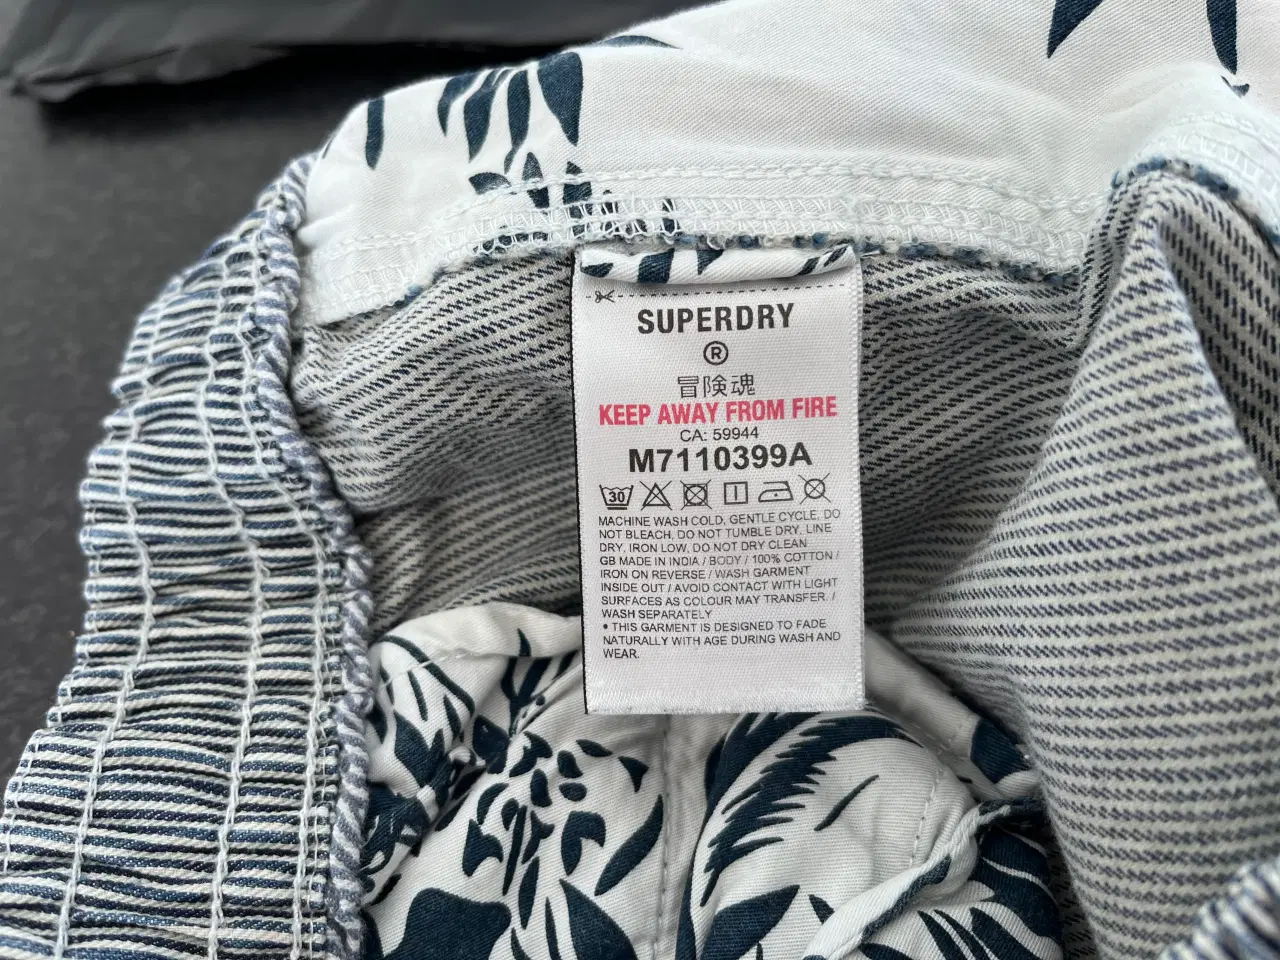 SUPERDRY
®
冒険魂
KEEP AWAY FROM FIRE
CA: 59944
M7110399A
30
MACHINE WASH COLD, GENTLE CYCLE, DO
NOT BLEACH, DO NOT TUMBLE DRY, LINE
DRY, IRON LOW, DO NOT DRY CLEAN
GB MADE IN INDIA / BODY / 100% COTTON /
IRON ON REVERSE / WASH GARMENT
INSIDE OUT / AVOID CONTACT WITH LIGHT
SURFACES AS COLOUR MAY TRANSFER. /
WASH SEPARATELY
• THIS GARMENT IS DESIGNED TO FADE
NATURALLY WITH AGE DURING WASH AND
WEAR.